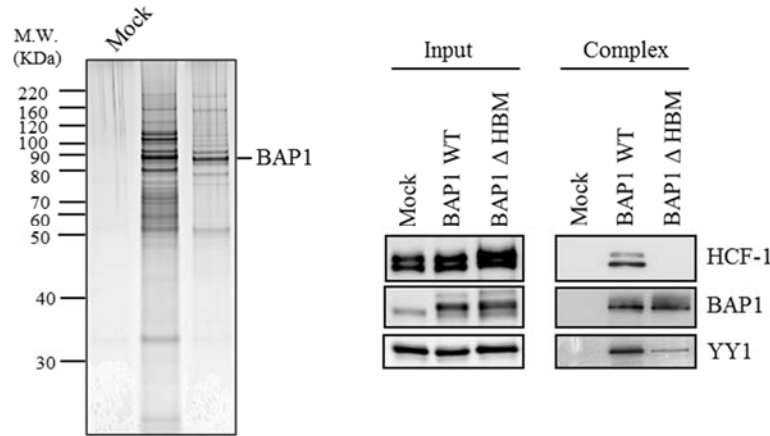 M.W.
(KDa)
Mock
220
160
120
100
90
80
70
60
50
40
30
BAP1
Input
Complex
Mock
BAP1 WT
BAP1 Δ HBM
Mock
BAP1 WT
BAP1 Δ HBM
HCF-1
BAP1
YY1